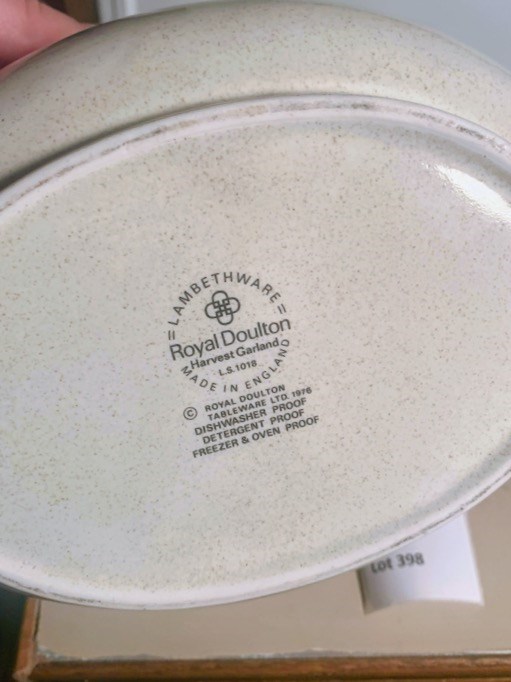 = LAMBETHWARE =
Royal Doulton
Harvest Garland
L.S.1018
MADE IN ENGLAND
© ROYAL DOULTON
TABLEWARE LTD. 1976
DISHWASHER PROOF
DETERGENT PROOF
FREEZER & OVEN PROOF
Lot 398